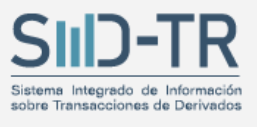 SIID-TR
Sistema Integrado de Información
sobre Transacciones de Derivados